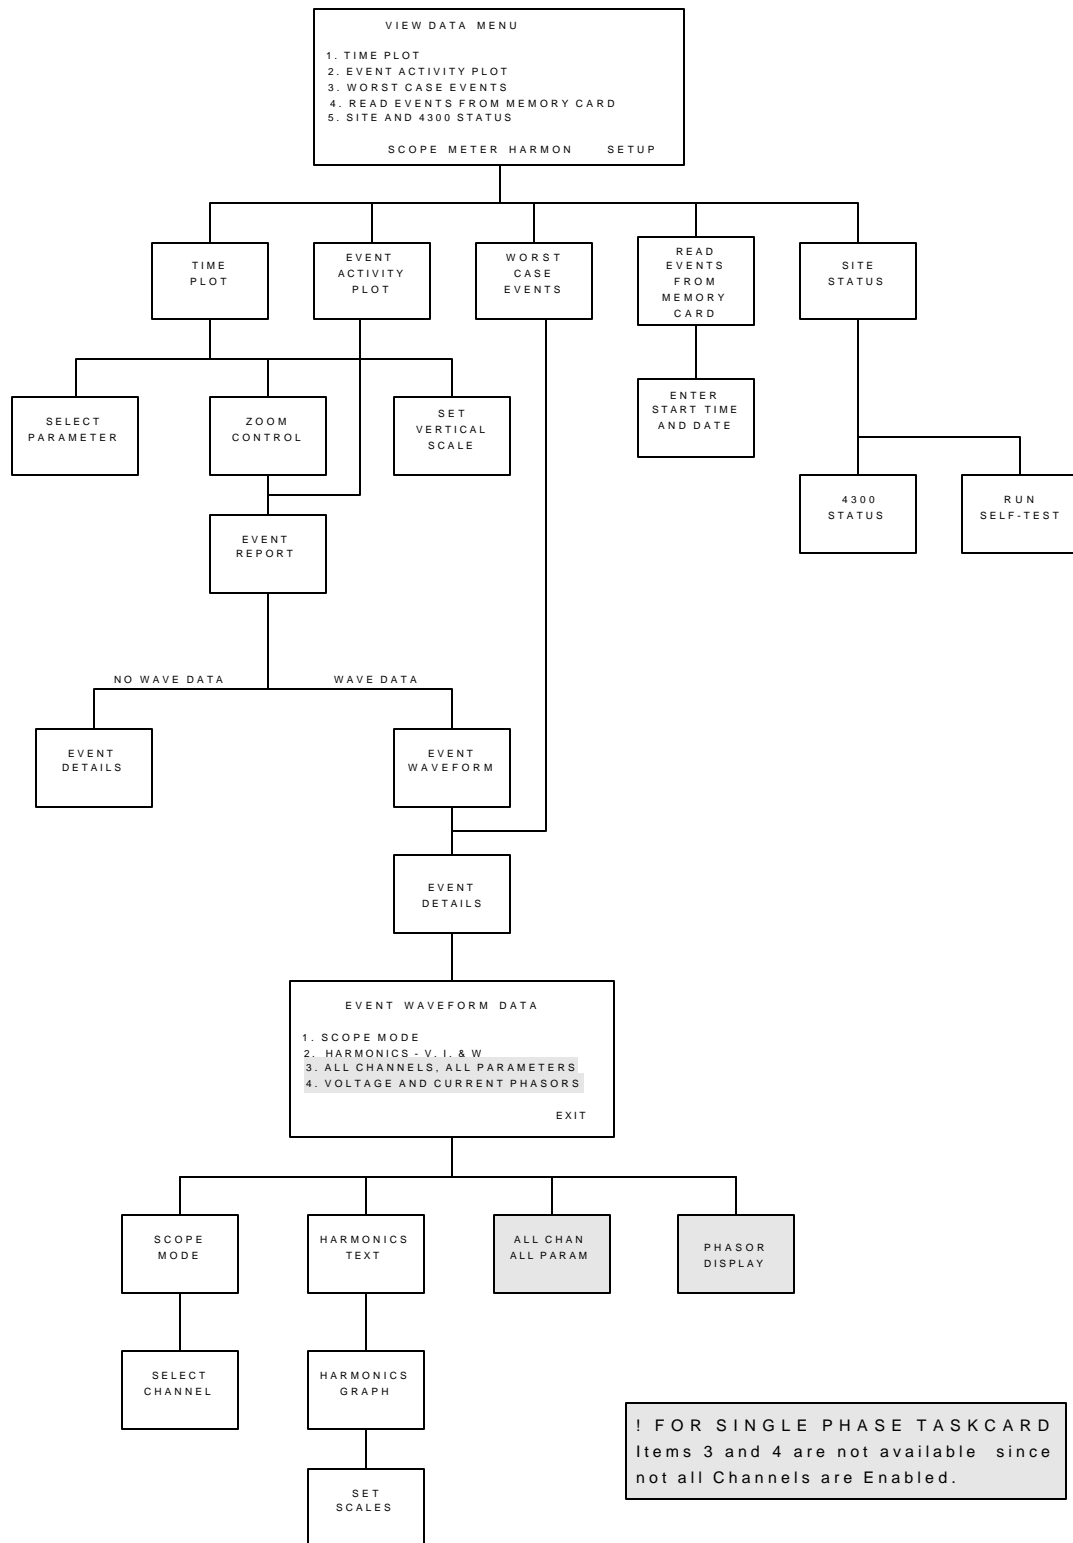 VIEW DATA MENU
1. TIME PLOT
2. EVENT ACTIVITY PLOT
3. WORST CASE EVENTS
4. READ EVENTS FROM MEMORY CARD
5. SITE AND 4300 STATUS
SCOPE METER HARMON SETUP
TIME
PLOT
EVENT
ACTIVITY
PLOT
WORST
CASE
EVENTS
READ
EVENTS
FROM
MEMORY
CARD
SITE
STATUS
SELECT
PARAMETER
ZOOM
CONTROL
SET
VERTICAL
SCALE
ENTER
START TIME
AND DATE
4300
STATUS
RUN
SELF-TEST
EVENT
REPORT
NO WAVE DATA
WAVE DATA
EVENT
DETAILS
EVENT
WAVEFORM
EVENT
DETAILS
EVENT WAVEFORM DATA
1. SCOPE MODE
2. HARMONICS - V, I, & W
3. ALL CHANNELS, ALL PARAMETERS
4. VOLTAGE AND CURRENT PHASORS
EXIT
SCOPE
MODE
HARMONICS
TEXT
ALL CHAN
ALL PARAM
PHASOR
DISPLAY
SELECT
CHANNEL
HARMONICS
GRAPH
SET
SCALES
! FOR SINGLE PHASE TASKCARD
Items 3 and 4 are not available since
not all Channels are Enabled.